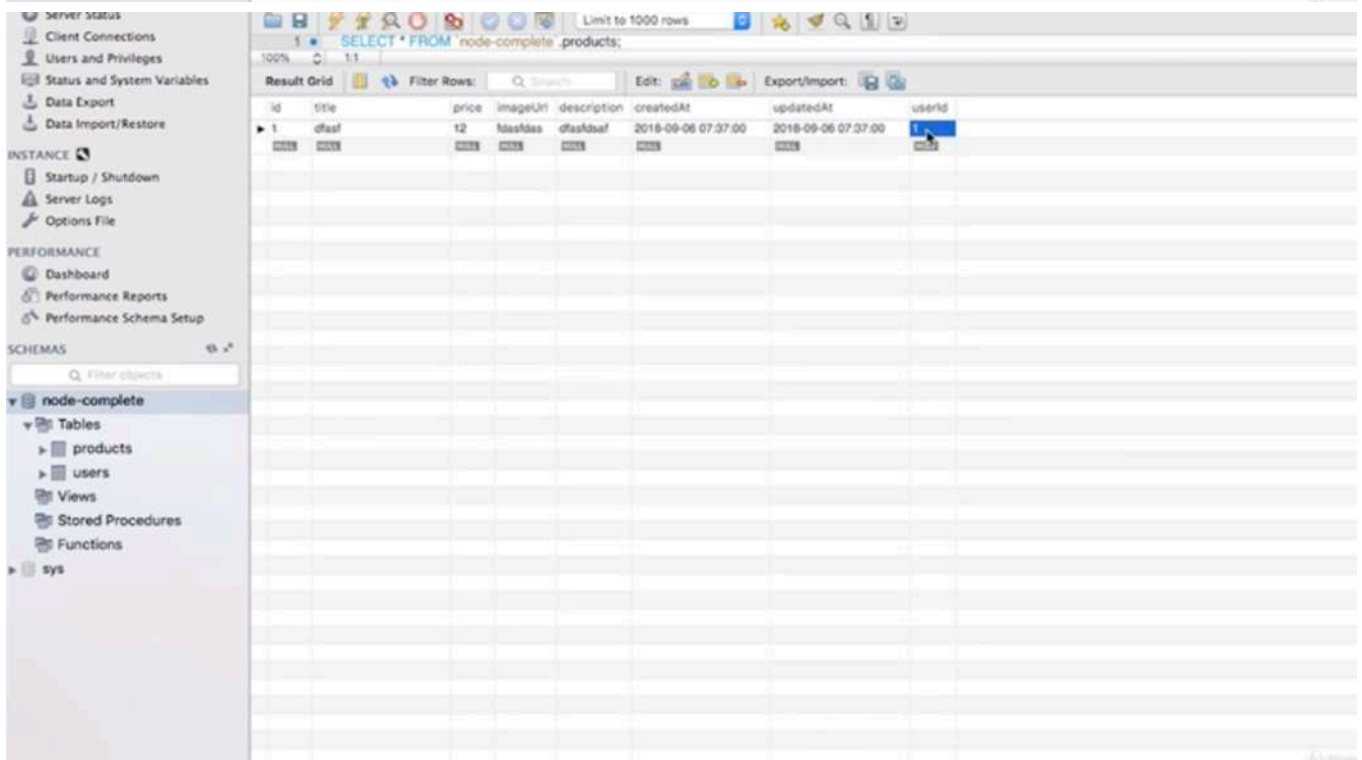 Server Status
Limit to 1000 rows
Client Connections
1 SELECT * FROM `node-complete`.products;
Users and Privileges
100% 1:1
Status and System Variables
Result Grid Filter Rows: Search Edit: Export/Import:
Data Export
id title price imageUrl description createdAt updatedAt userId
Data Import/Restore
1 dfasf 12 fdasfdas dfasfdsaf 2018-09-06 07:37:00 2018-09-06 07:37:00 1
NULL NULL NULL NULL NULL NULL NULL NULL
INSTANCE
Startup / Shutdown
Server Logs
Options File
PERFORMANCE
Dashboard
Performance Reports
Performance Schema Setup
SCHEMAS
Filter objects
node-complete
Tables
products
users
Views
Stored Procedures
Functions
sys